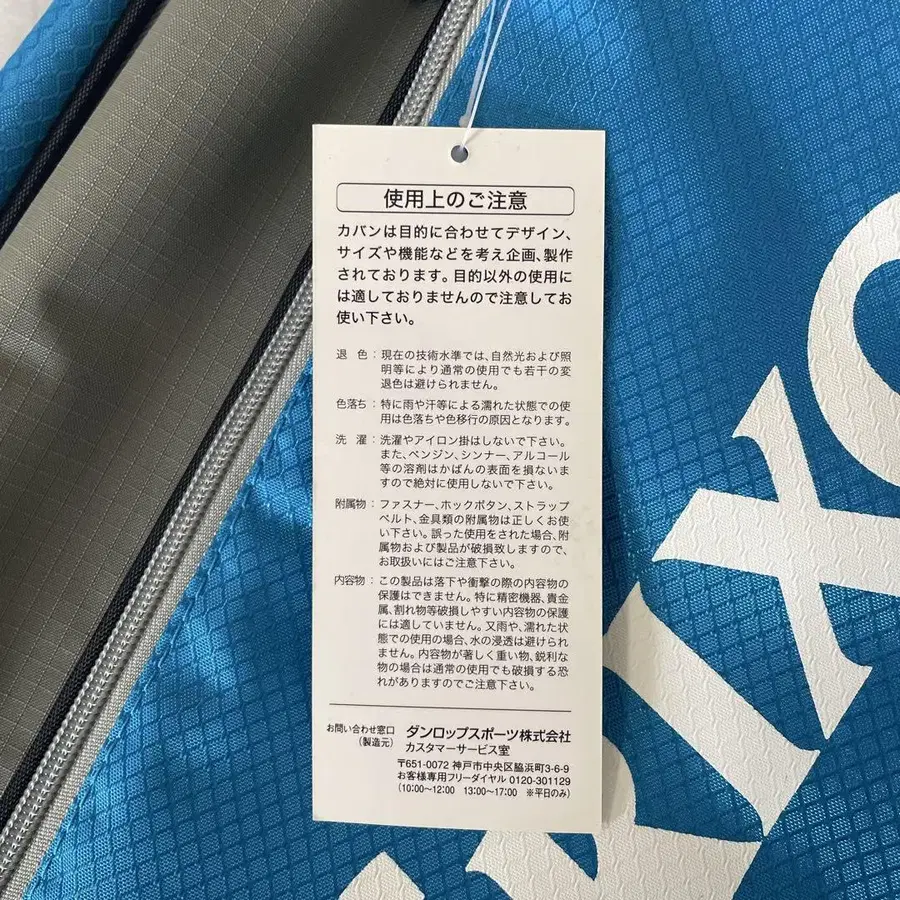 使用上のご注意
カバンは目的に合わせてデザイン、
サイズや機能などを考え企画、製作
されております。目的以外の使用に
は適しておりませんので注意してお
使い下さい。
退 色：現在の技術水準では、自然光および照
明等により通常の使用でも若干の変
退色は避けられません。
色落ち：特に雨や汗等による濡れた状態での使
用は色落ちや色移行の原因となります。
洗 濯：洗濯やアイロン掛はしないで下さい。
また、ベンジン、シンナー、アルコール
等の溶剤はかばんの表面を損ないま
すので絶対に使用しないで下さい。
附属物：ファスナー、ホックボタン、ストラップ
ベルト、金具類の附属物は正しくお使
い下さい。誤った使用をされた場合、附
属物および製品が破損致しますので、
お取扱いにはご注意下さい。
内容物：この製品は落下や衝撃の際の内容物の
保護はできません。特に精密機器、貴金
属、割れ物等破損しやすい内容物の保護
には適していません。又雨や、濡れた状
態での使用の場合、水の浸透は避けられ
ません。内容物が著しく重い物、鋭利な
物の場合は通常の使用でも破損する恐
れがありますのでご注意下さい。
お問い合わせ窓口
（製造元）
ダンロップスポーツ株式会社
カスタマーサービス室
〒651-0072 神戸市中央区脇浜町3-6-9
お客様専用フリーダイヤル 0120-301129
（10:00〜12:00 13:00〜17:00 ※平日のみ）
RIXO